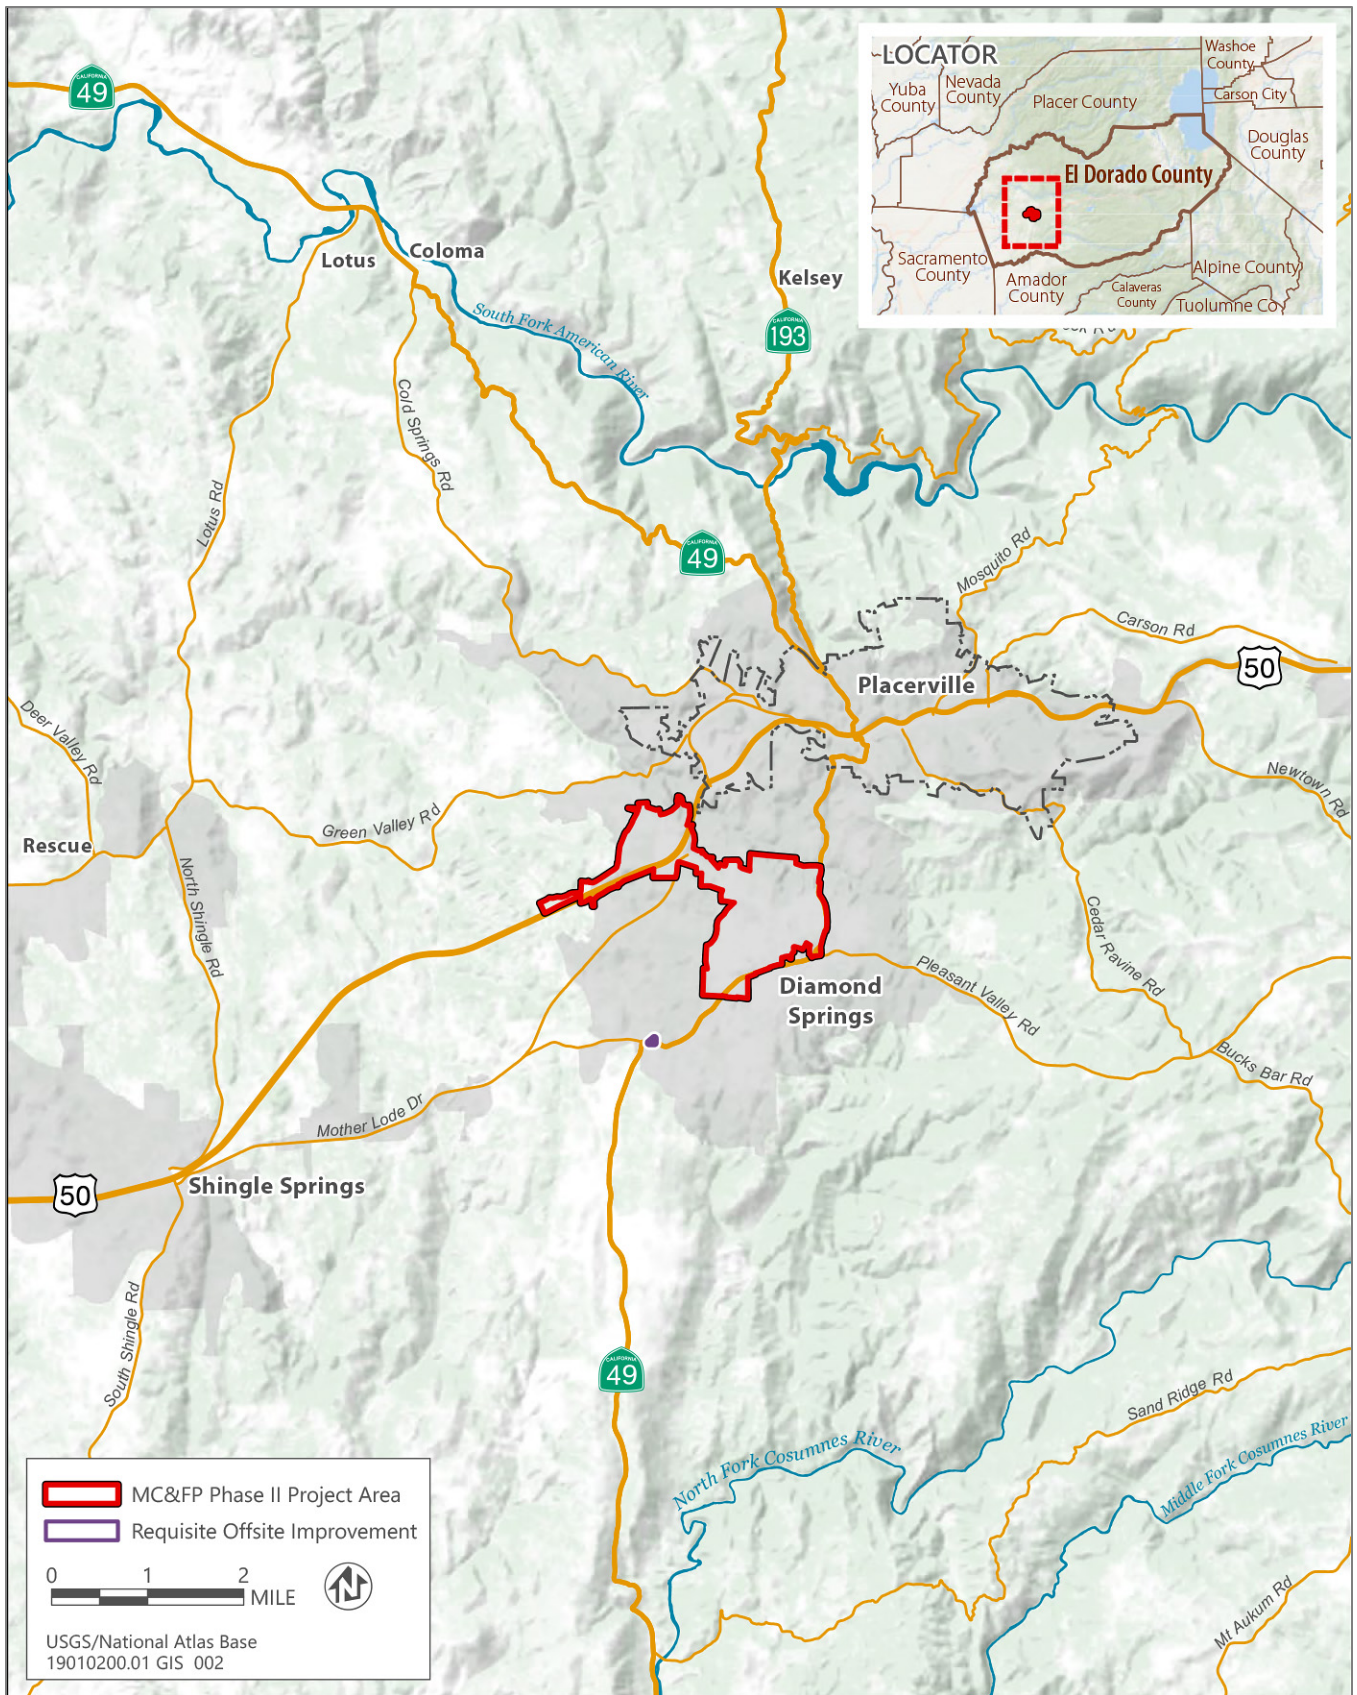 LOCATOR
Washoe
County
Yuba
County
Nevada
County
Placer County
Carson City
Douglas
County
El Dorado County
Sacramento
County
Amador
County
Alpine County
Calaveras
County
Tuolumne Co
CALIFORNIA
49
Lotus
Coloma
Kelsey
CALIFORNIA
193
South Fork American River
Cold Springs Rd
Lotus Rd
CALIFORNIA
49
Mosquito Rd
Carson Rd
50
Placerville
Deer Valley Rd
Newtown Rd
Green Valley Rd
Rescue
North Shingle Rd
Cedar Ravine Rd
Pleasant Valley Rd
Diamond
Springs
Bucks Bar Rd
Mother Lode Dr
Shingle Springs
50
South Shingle Rd
CALIFORNIA
49
Sand Ridge Rd
North Fork Cosumnes River
Middle Fork Cosumnes River
Mt Aukum Rd
MC&FP Phase II Project Area
Requisite Offsite Improvement
0 1 2
MILE
N
USGS/National Atlas Base
19010200.01 GIS 002